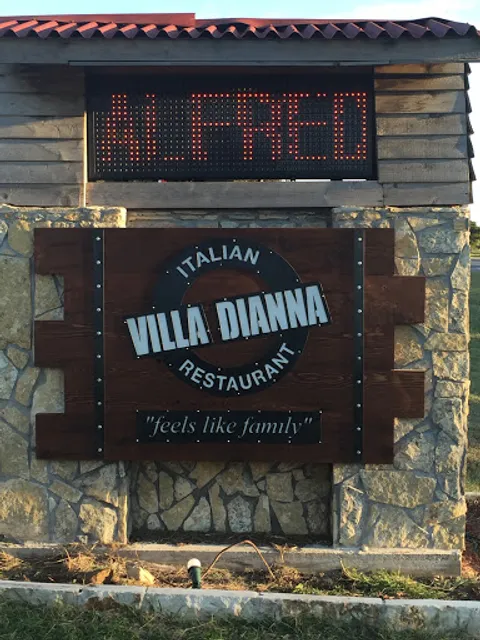 ALFRED
ITALIAN
VILLA DIANNA
RESTAURANT
"feels like family"